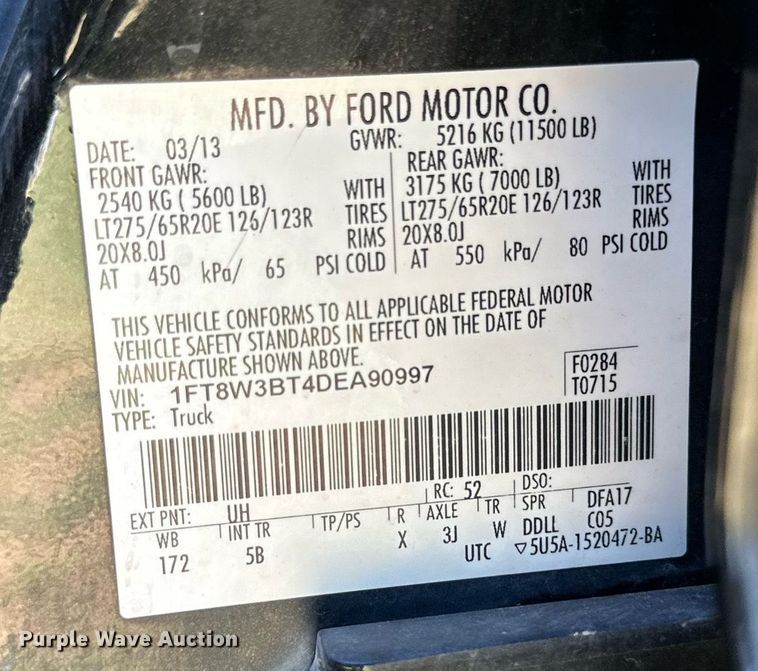 MFD. BY FORD MOTOR CO.
DATE: 03/13 GVWR: 5216 KG (11500 LB)
FRONT GAWR: REAR GAWR:
2540 KG ( 5600 LB) WITH 3175 KG ( 7000 LB) WITH
LT275/65R20E 126/123R TIRES LT275/65R20E 126/123R TIRES
20X8.0J RIMS 20X8.0J RIMS
AT 450 kPa/ 65 PSI COLD AT 550 kPa/ 80 PSI COLD
THIS VEHICLE CONFORMS TO ALL APPLICABLE FEDERAL MOTOR
VEHICLE SAFETY STANDARDS IN EFFECT ON THE DATE OF
MANUFACTURE SHOWN ABOVE.
VIN: 1FT8W3BT4DEA90997 F0284
TYPE: Truck T0715
EXT PNT: UH RC: 52 DSO:
WB INT TR TP/PS R AXLE TR SPR DFA17
172 5B X 3J W DDLL C05
UTC ▽5U5A-1520472-BA
Purple Wave Auction